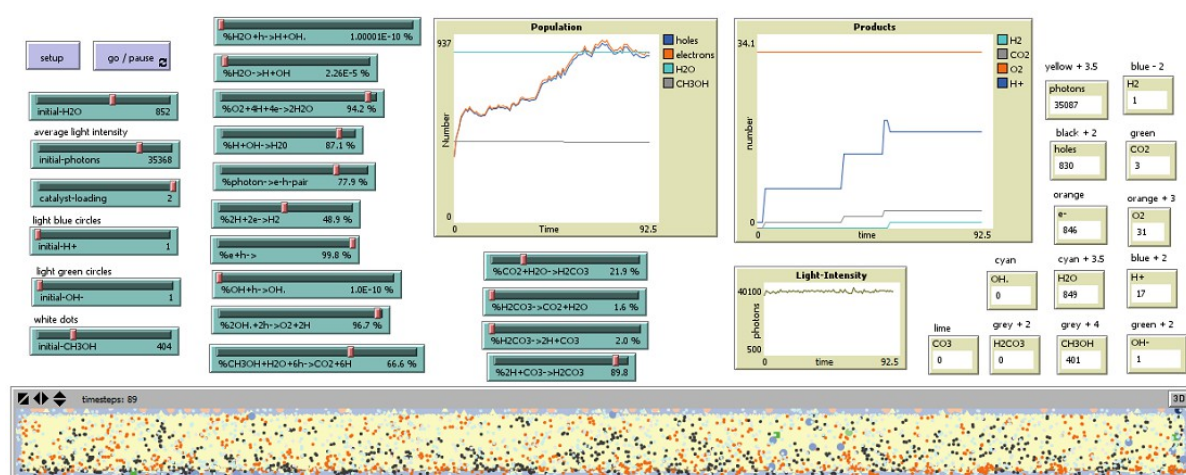 setup
go / pause
initial-H2O 852
average light intensity
initial-photons 35368
catalyst-loading 2
light blue circles
initial-H+ 1
light green circles
initial-OH- 1
white dots
initial-CH3OH 404
%H2O+h->H+OH. 1.00001E-10 %
%H2O->H+OH 2.26E-5 %
%O2+4H+4e->2H2O 94.2 %
%H+OH->H20 87.1 %
%photon->e-h-pair 77.9 %
%2H+2e->H2 48.9 %
%e+h-> 99.8 %
%OH+h->OH. 1.0E-10 %
%2OH.+2h->O2+2H 96.7 %
%CH3OH+H2O+6h->CO2+6H 66.6 %
Population
937
Number
0
0
Time
92.5
holes
electrons
H2O
CH3OH
%CO2+H2O->H2CO3 21.9 %
%H2CO3->CO2+H2O 1.6 %
%H2CO3->2H+CO3 2.0 %
%2H+CO3->H2CO3 89.8
Products
34.1
number
0
0
time
92.5
H2
CO2
O2
H+
Light-Intensity
40100
photons
500
0
time
92.5
yellow + 3.5
photons
35087
blue - 2
H2
1
black + 2
holes
830
green
CO2
3
orange
e-
846
orange + 3
O2
31
cyan
OH.
0
cyan + 3.5
H2O
849
blue + 2
H+
17
lime
CO3
0
grey + 2
H2CO3
0
grey + 4
CH3OH
401
green + 2
OH-
1
timesteps: 89
3D